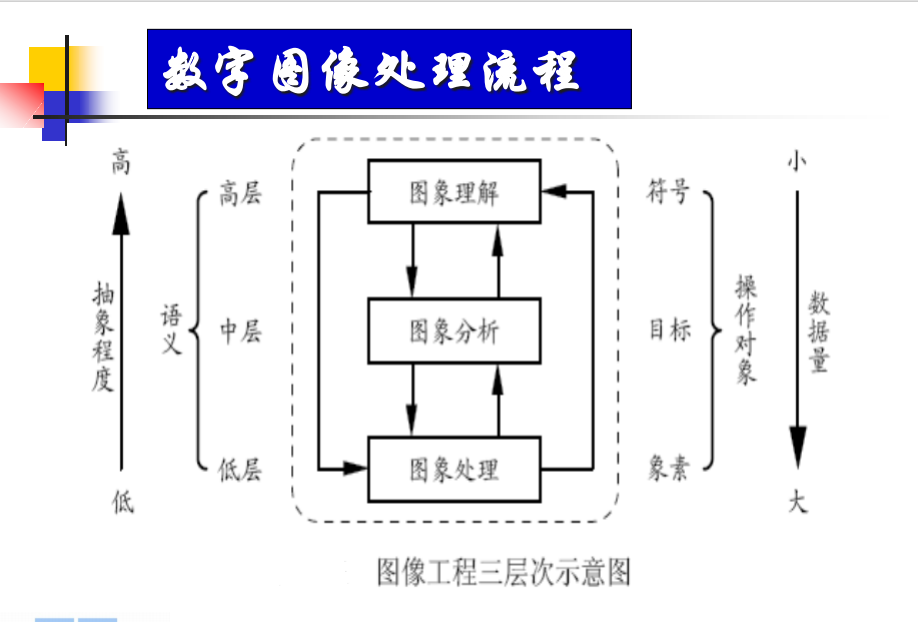 数字图像处理流程
高
小
高层
图象理解
符号
抽象程度
语义
中层
图象分析
目标
操作对象
数据量
低层
图象处理
象素
低
大
图像工程三层次示意图